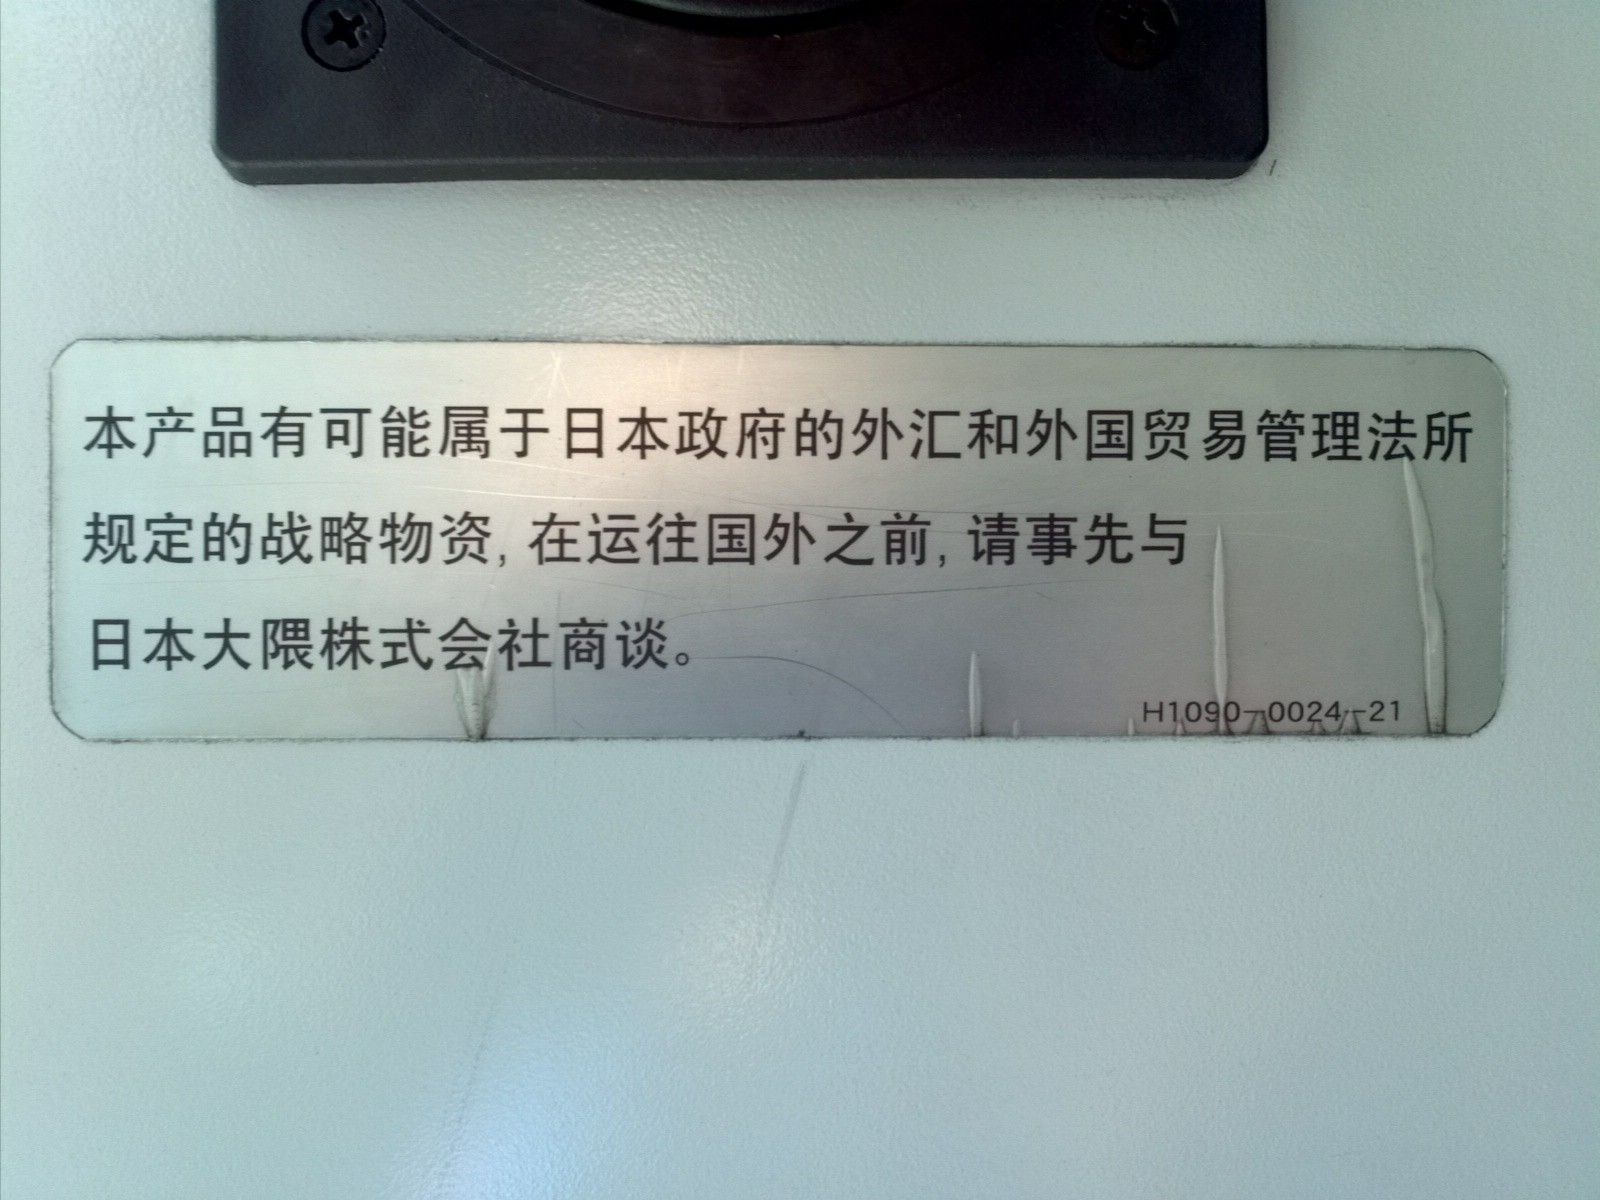 本产品有可能属于日本政府的外汇和外国贸易管理法所
规定的战略物资,在运往国外之前,请事先与
日本大隈株式会社商谈。
H1090-0024-21